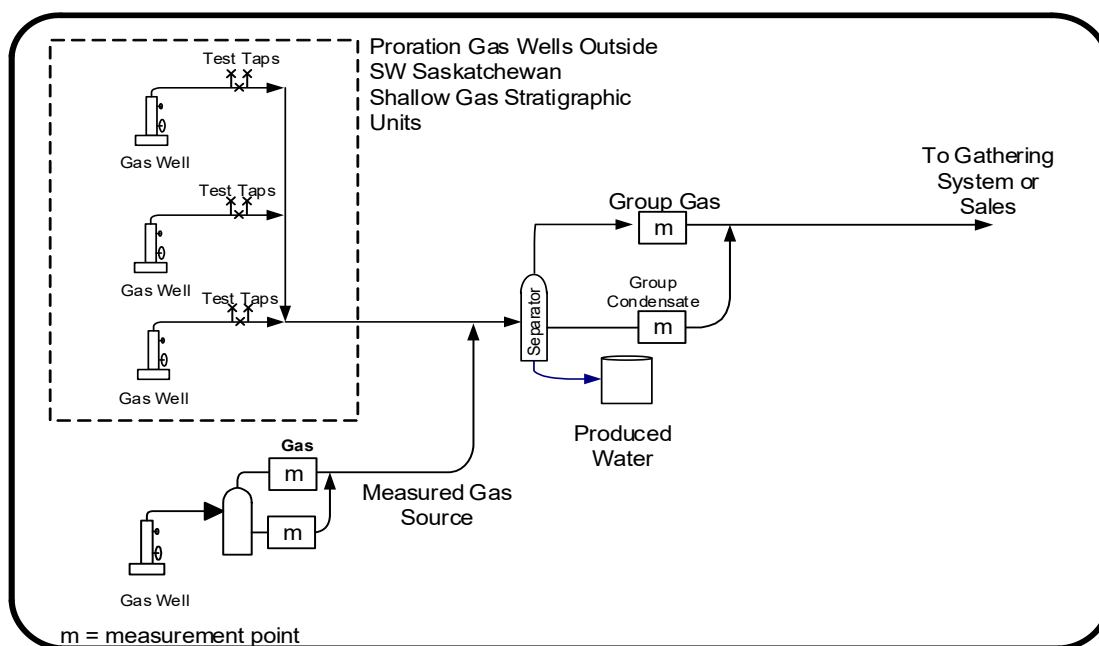 Proration Gas Wells Outside
SW Saskatchewan
Shallow Gas Stratigraphic
Units
Test Taps
Gas Well
Test Taps
Gas Well
Test Taps
Gas Well
To Gathering
System or
Sales
Group Gas
m
Group
Condensate
m
Separator
Produced
Water
Gas
m
m
Measured Gas
Source
Gas Well
m = measurement point